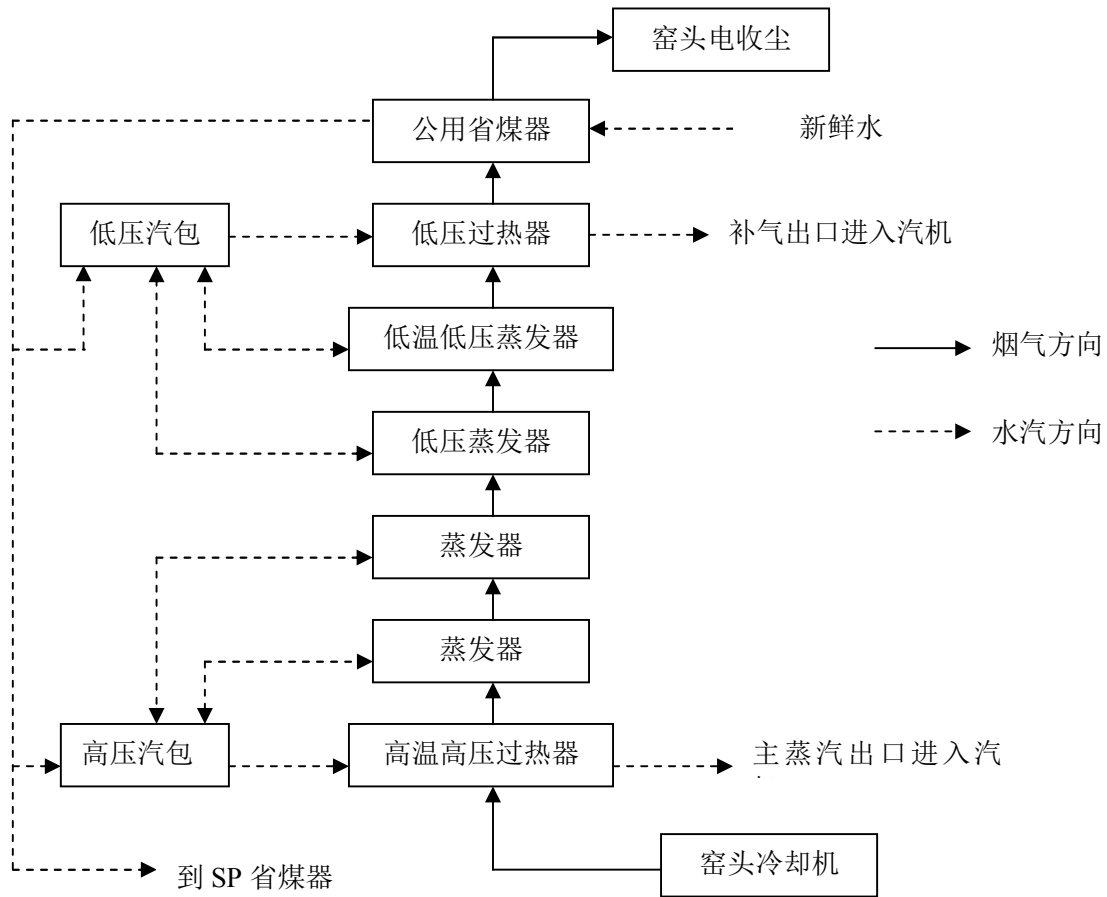 窑头电收尘
公用省煤器
新鲜水
低压汽包
低压过热器
补气出口进入汽机
低温低压蒸发器
烟气方向
低压蒸发器
水汽方向
蒸发器
蒸发器
高压汽包
高温高压过热器
主蒸汽出口进入汽
窑头冷却机
到 SP 省煤器